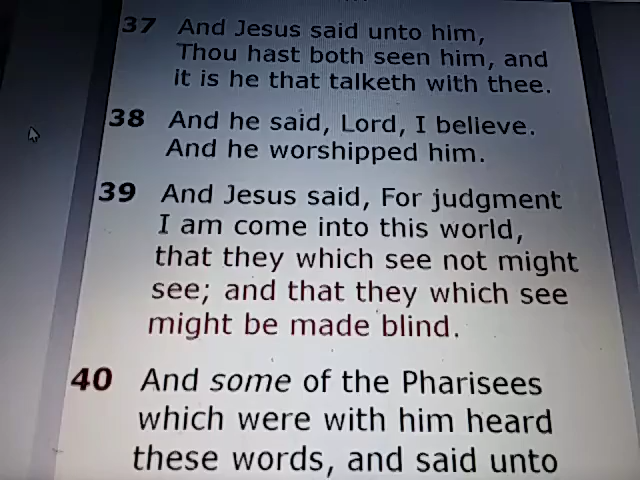 37 And Jesus said unto him,
Thou hast both seen him, and
it is he that talketh with thee.
38 And he said, Lord, I believe.
And he worshipped him.
39 And Jesus said, For judgment
I am come into this world,
that they which see not might
see; and that they which see
might be made blind.
40 And some of the Pharisees
which were with him heard
these words, and said unto